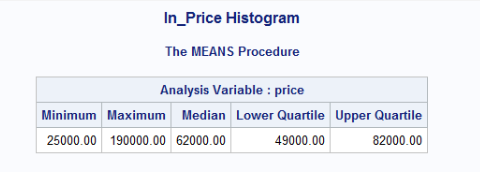 In_Price Histogram
The MEANS Procedure
Analysis Variable : price
Minimum Maximum Median Lower Quartile Upper Quartile
25000.00 190000.00 62000.00 49000.00 82000.00